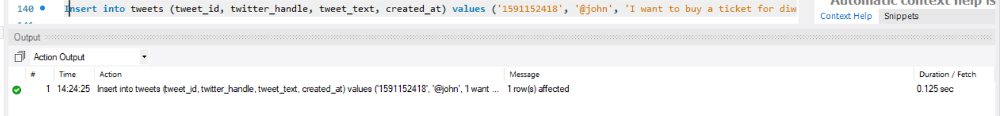 Automatic context help is
140 Insert into tweets (tweet_id, twitter_handle, tweet_text, created_at) values ('1591152418', '@john', 'I want to buy a ticket for diw
Context Help Snippets
141
Output
Action Output
# Time Action Message Duration / Fetch
1 14:24:25 Insert into tweets (tweet_id, twitter_handle, tweet_text, created_at) values ('1591152418', '@john', 'I want ... 1 row(s) affected 0.125 sec